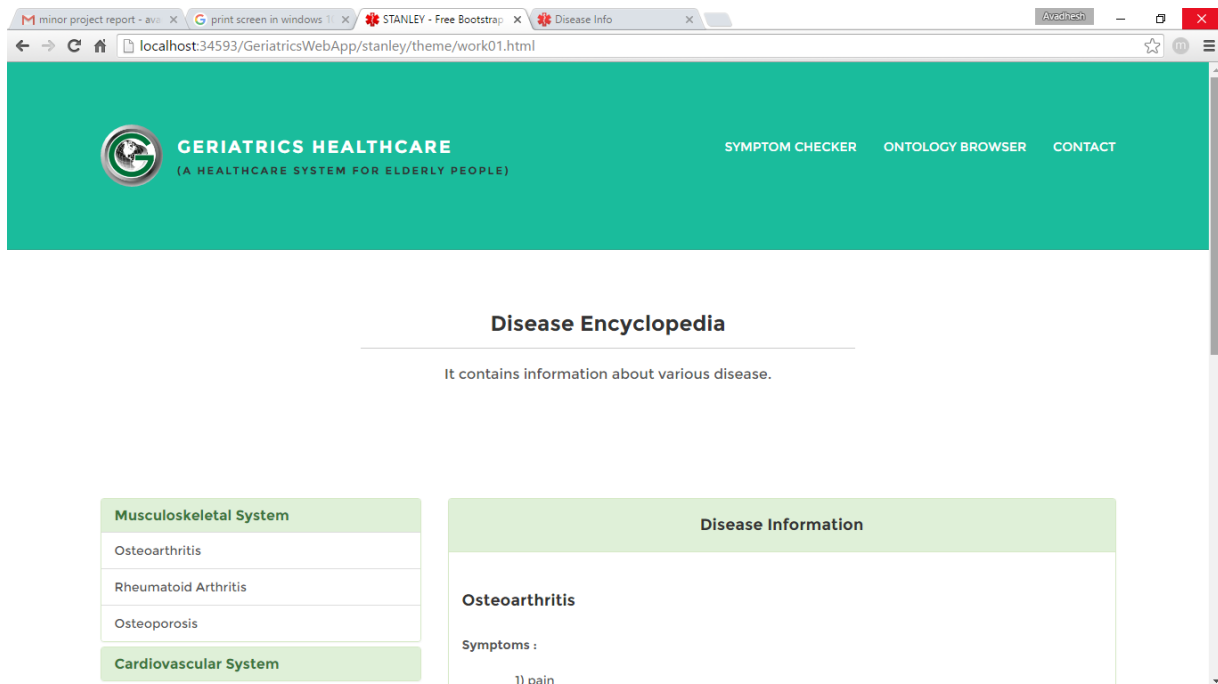 minor project report - ava
print screen in windows 1
STANLEY - Free Bootstrap
Disease Info
Avadhesh
localhost:34593/GeriatricsWebApp/stanley/theme/work01.html
m
G
GERIATRICS HEALTHCARE
(A HEALTHCARE SYSTEM FOR ELDERLY PEOPLE)
SYMPTOM CHECKER
ONTOLOGY BROWSER
CONTACT
Disease Encyclopedia
It contains information about various disease.
Musculoskeletal System
Osteoarthritis
Rheumatoid Arthritis
Osteoporosis
Cardiovascular System
Disease Information
Osteoarthritis
Symptoms :
1) pain